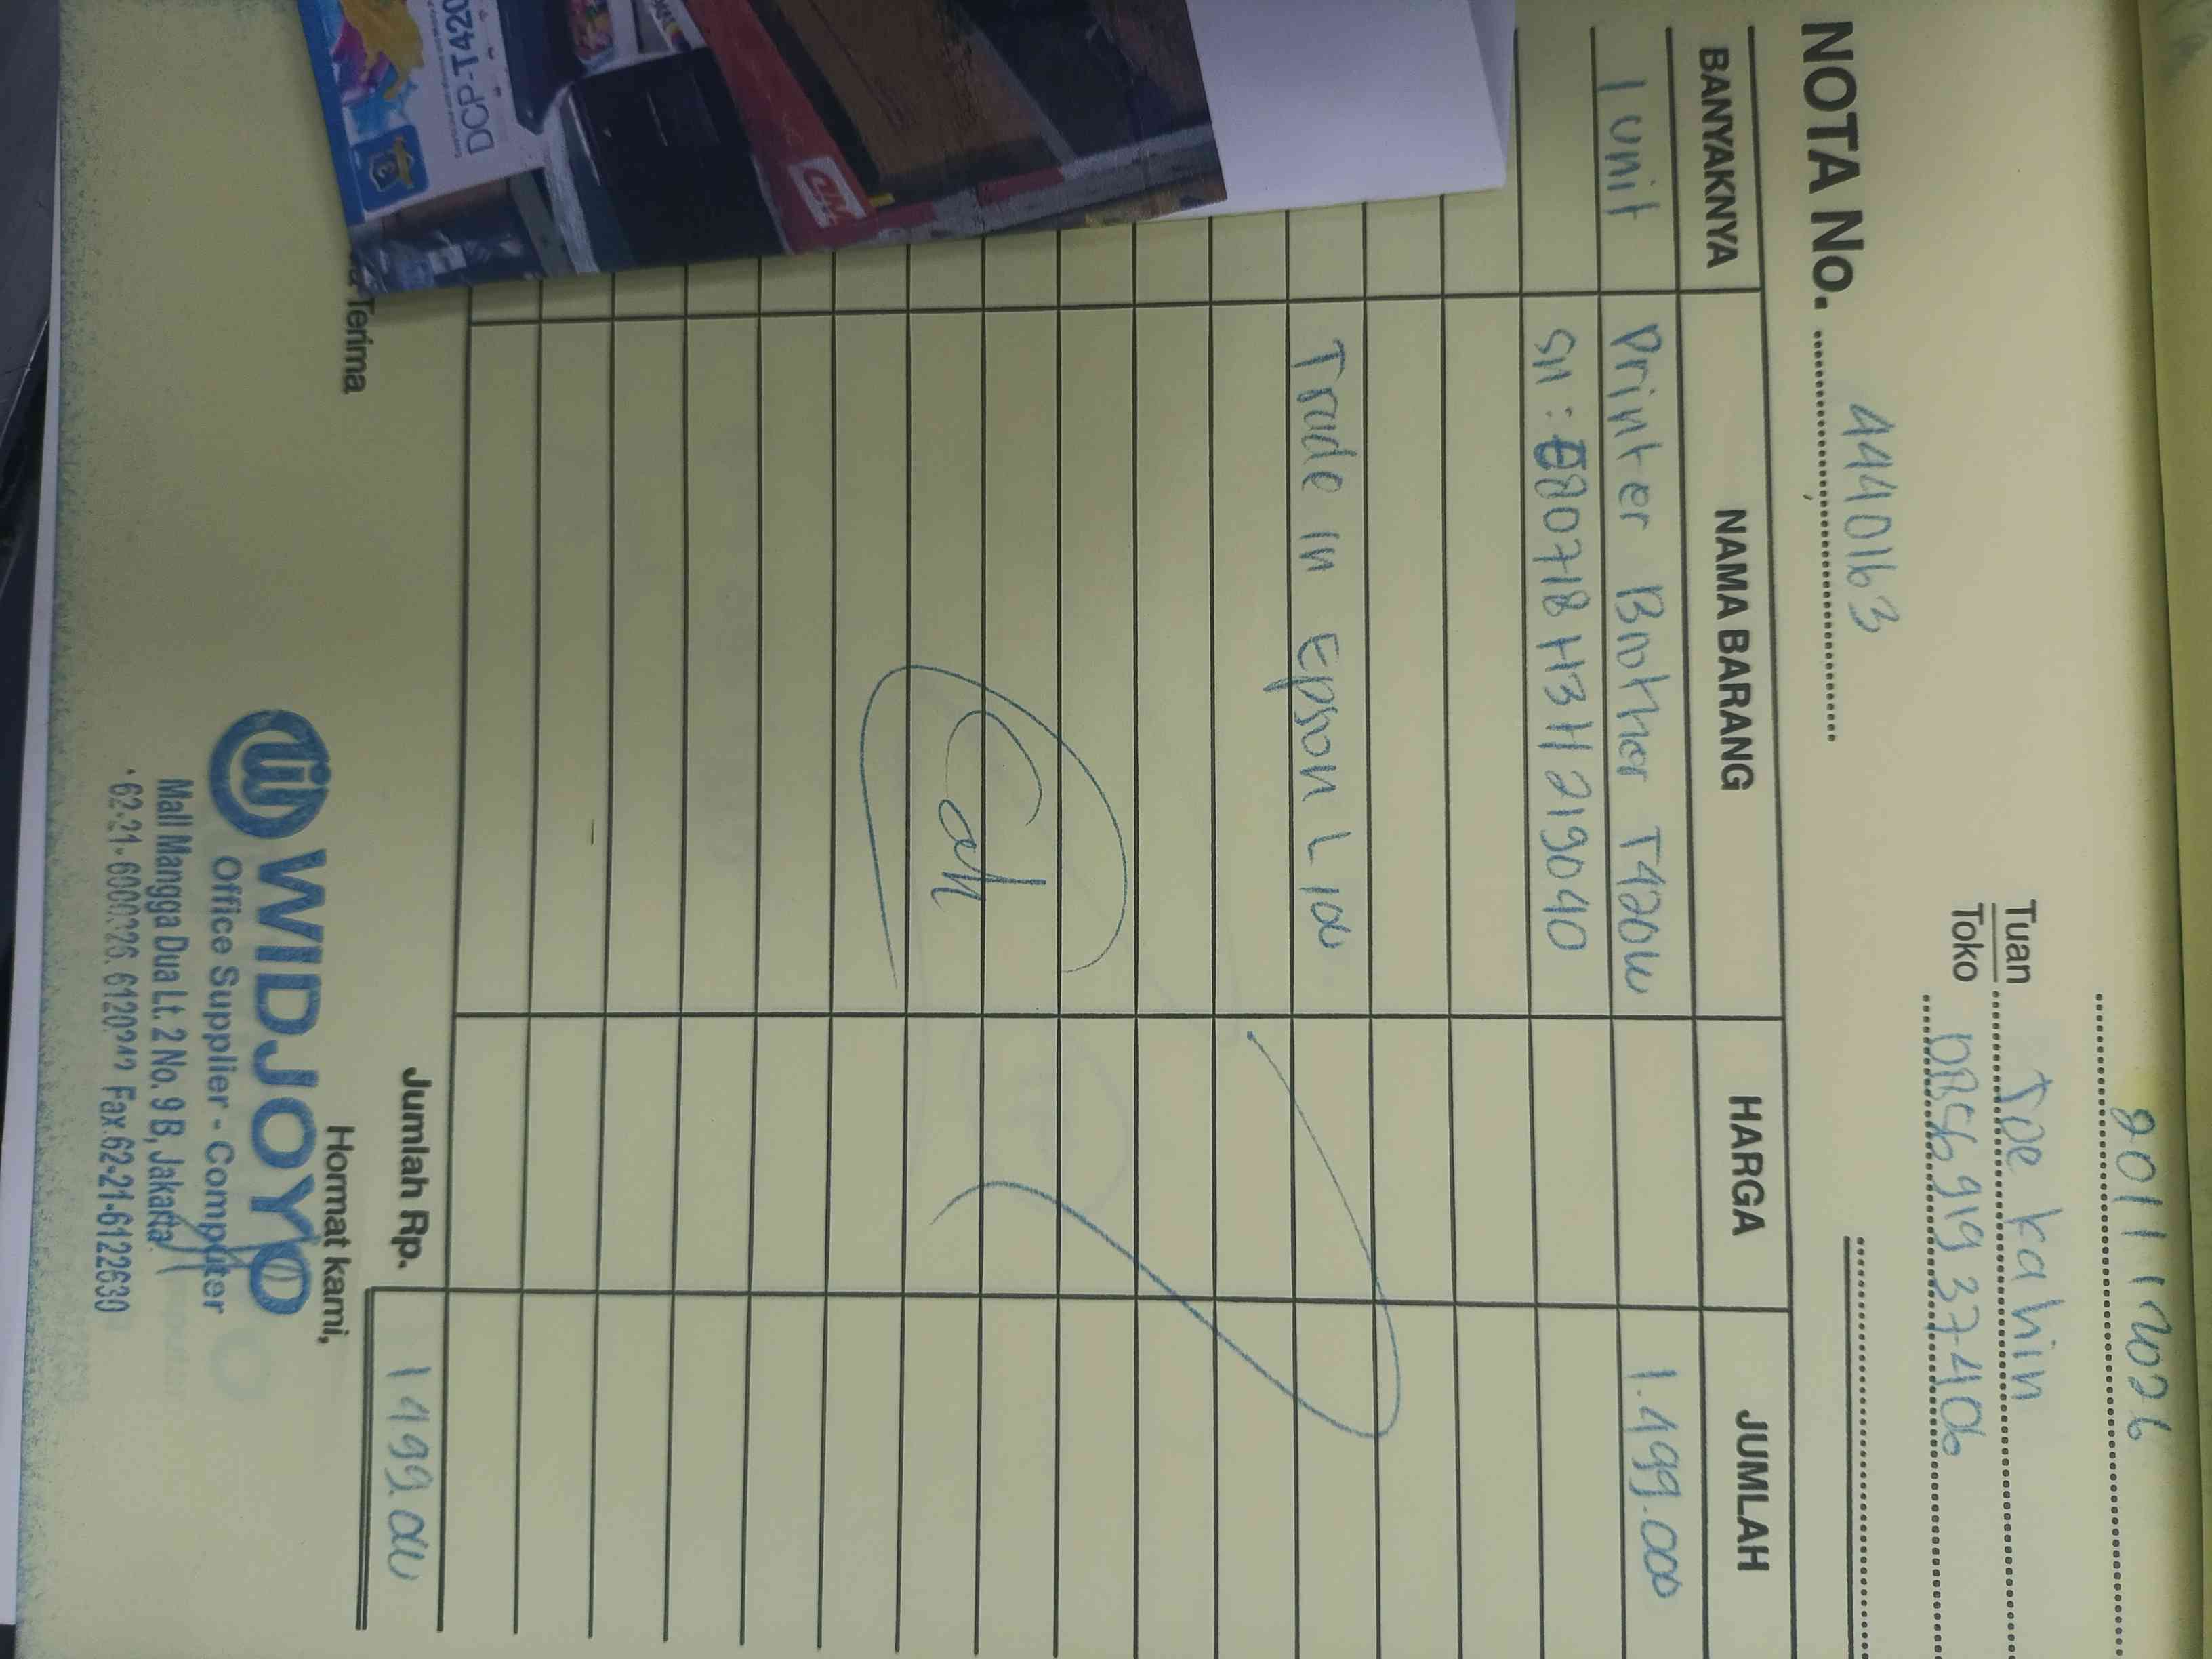 20/1/2026
Tuan Joe Kahin
Toko 0856 919 37406
NOTA No. 4440163
BANYAKNYA NAMA BARANG HARGA JUMLAH
1 unit Printer Brother T420W 1.499.000
SN : E80718H3H219040
Trade in Epson L100
Cash
Jumlah Rp. 1499.000
Terima Hormat kami,
WIDJOYO
Office Supplier - Computer
Mall Mangga Dua Lt. 2 No. 9 B, Jakarta.
62-21- 6000326, Fax.62-21-6122630
DCP-T420